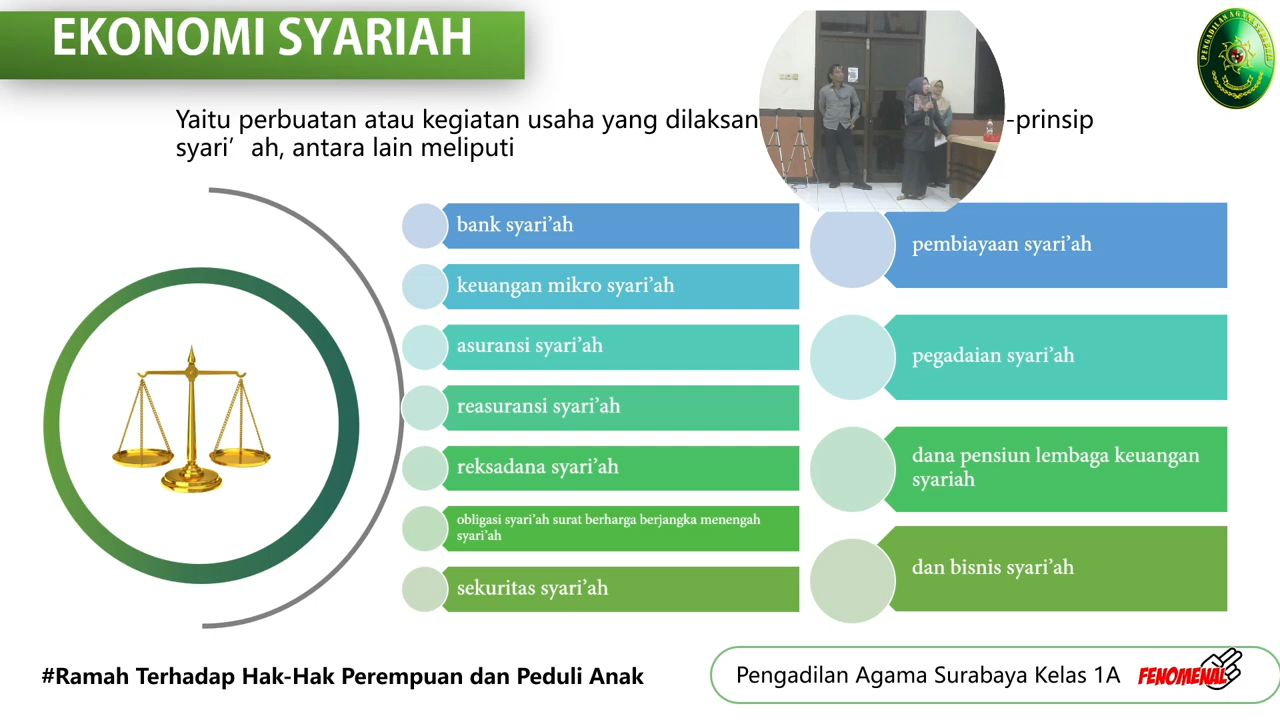 EKONOMI SYARIAH
Yaitu perbuatan atau kegiatan usaha yang dilaksan -prinsip
syari’ ah, antara lain meliputi
bank syari’ah
keuangan mikro syari’ah
asuransi syari’ah
reasuransi syari’ah
reksadana syari’ah
obligasi syari’ah surat berharga berjangka menengah
syari’ah
sekuritas syari’ah
pembiayaan syari’ah
pegadaian syari’ah
dana pensiun lembaga keuangan
syariah
dan bisnis syari’ah
#Ramah Terhadap Hak-Hak Perempuan dan Peduli Anak
Pengadilan Agama Surabaya Kelas 1A
FENOMENAL
PENGADILAN AGAMA SURABAYA